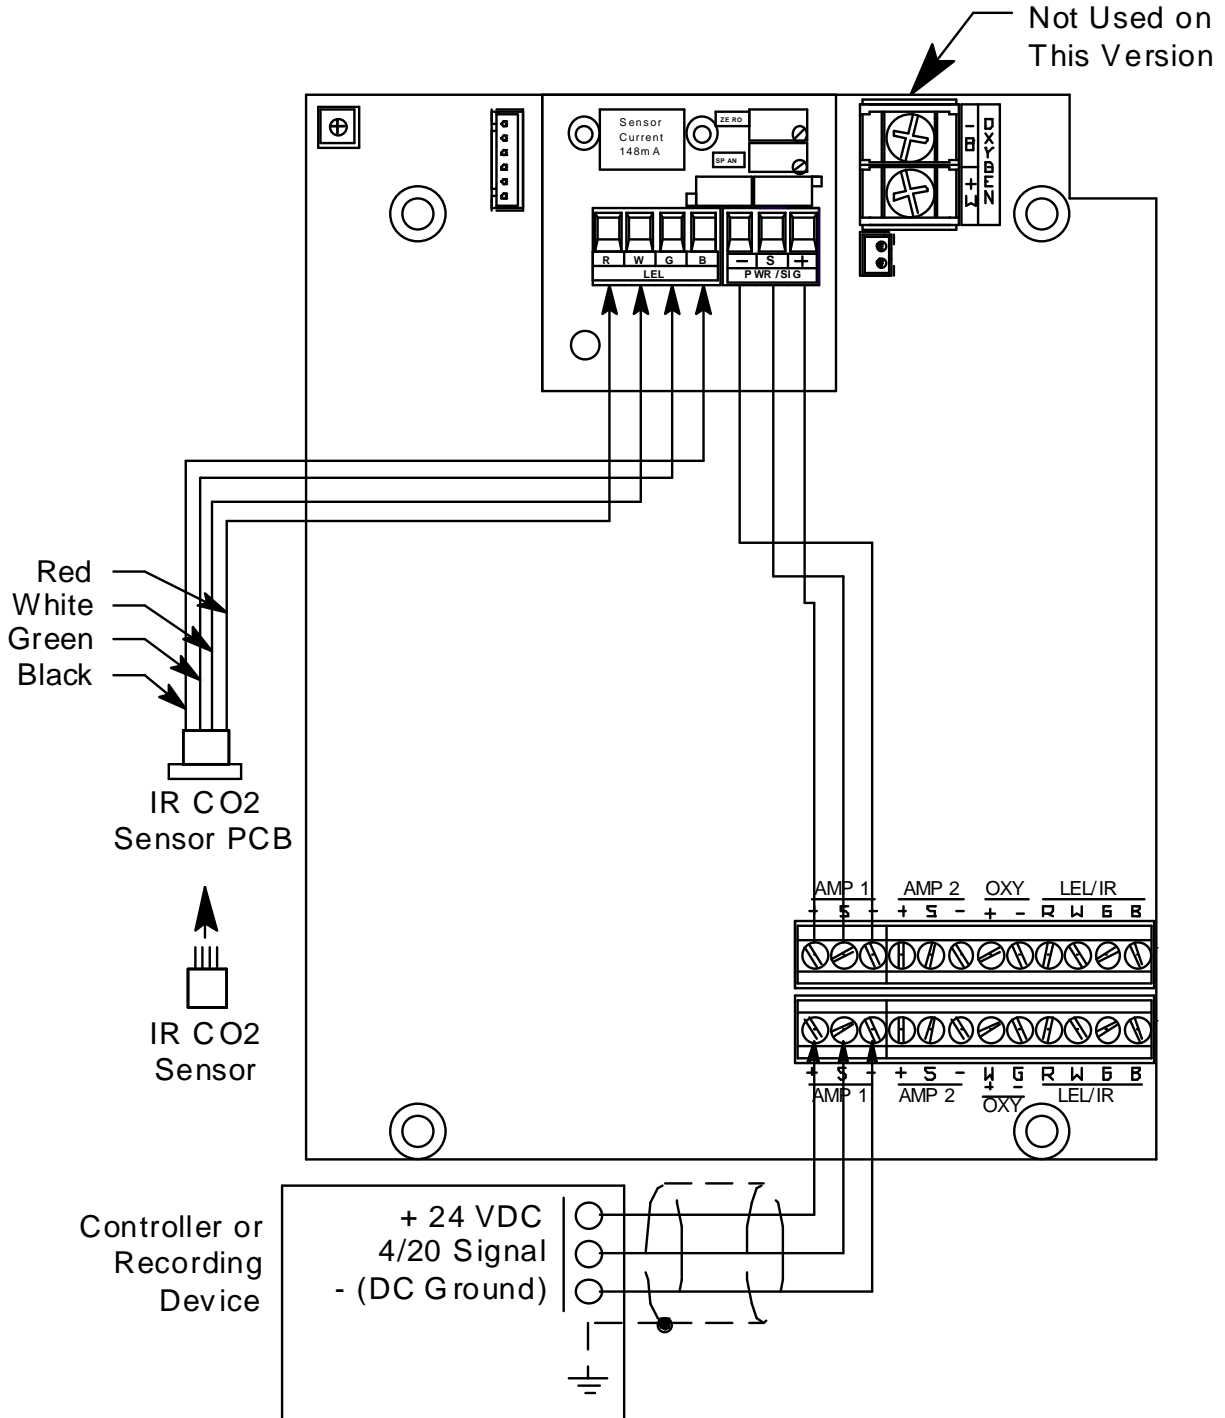 Not Used on
This Version
Sensor
Current
148mA
ZERO
SPAN
- B
+ W
OXYGEN
R W G B
LEL
- S +
PWR/SIG
Red
White
Green
Black
IR CO2
Sensor PCB
IR CO2
Sensor
AMP 1 AMP 2 OXY LEL/IR
- S - + S - + - R W G B
+ S - + S - W G R W G B
+ -
AMP 1 AMP 2 OXY LEL/IR
Controller or
Recording
Device
+ 24 VDC
4/20 Signal
- (DC Ground)